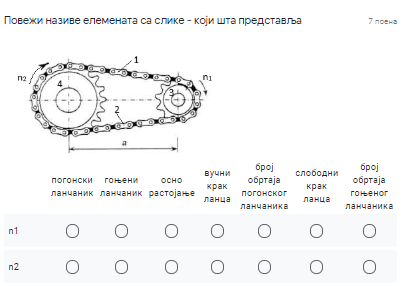 Повежи називе елемената са слике - који шта представља
7 поена
1
n2
n1
4
3
2
a
погонски ланчаник
гоњени ланчаник
осно растојање
вучни крак ланца
број обртаја погонског ланчаника
слободни крак ланца
број обртаја гоњеног ланчаника
n1
n2